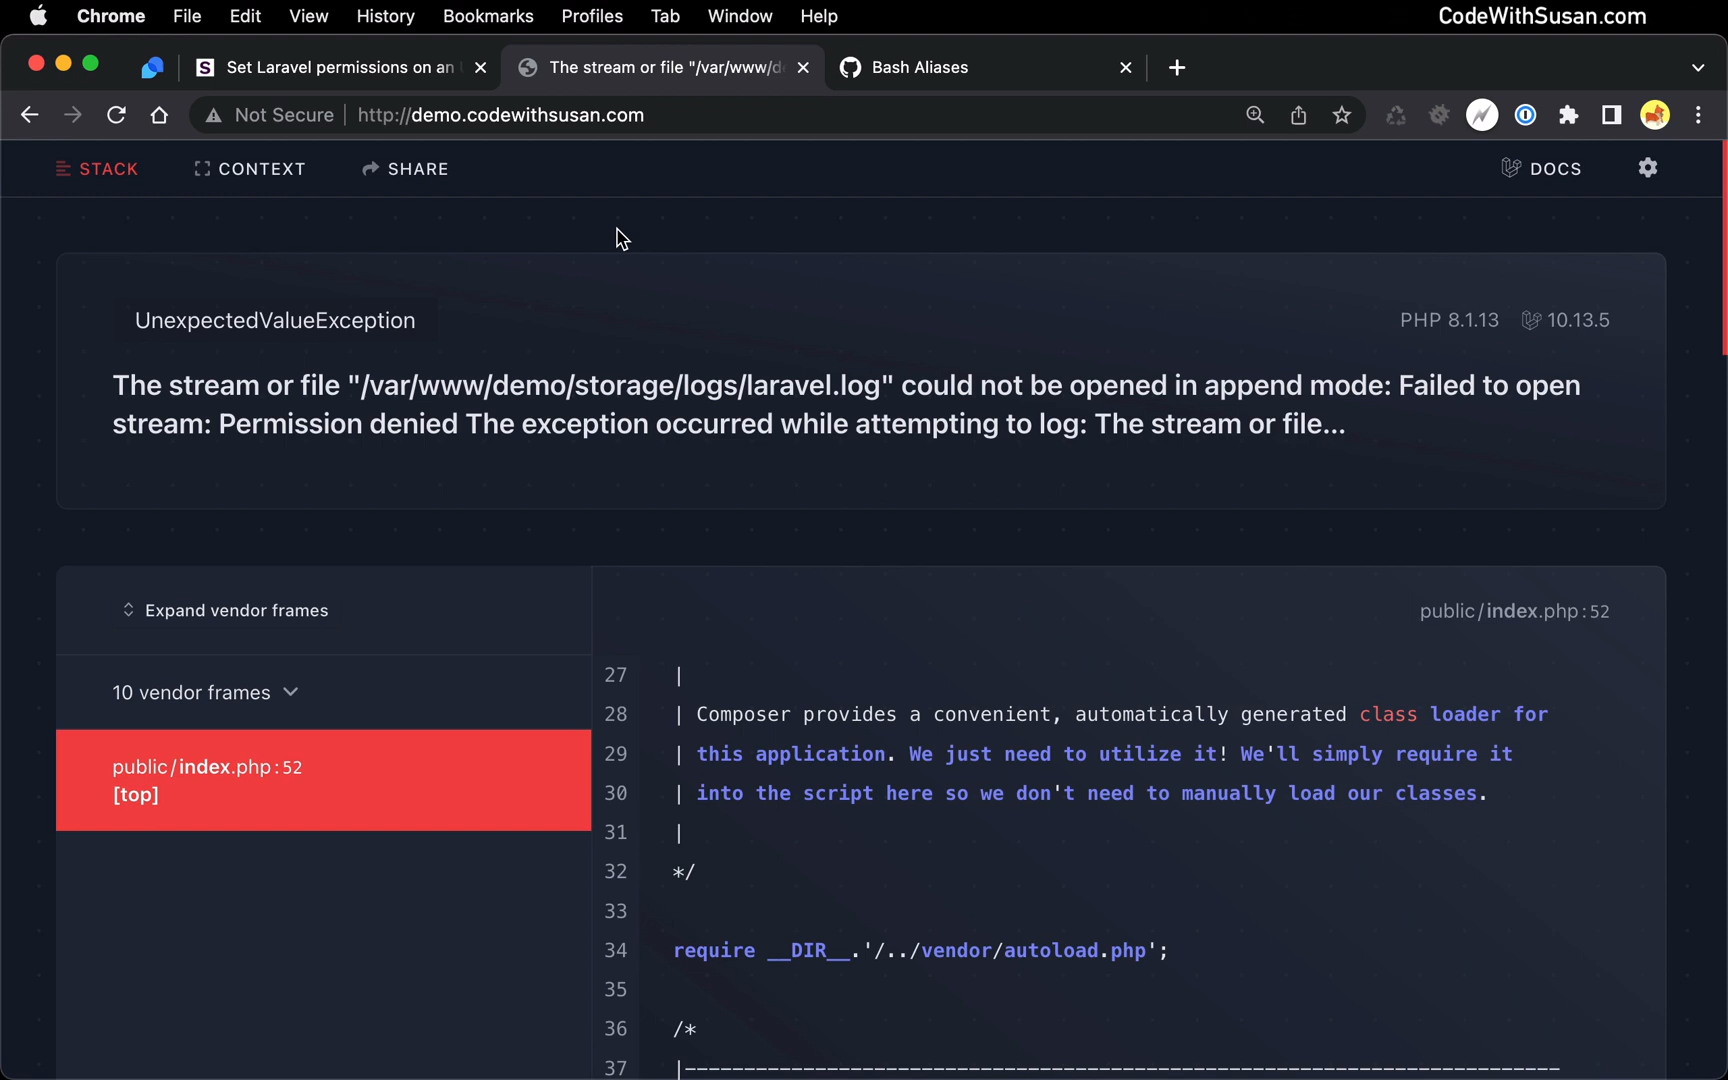 Chrome File Edit View History Bookmarks Profiles Tab Window Help CodeWithSusan.com
S Set Laravel permissions on an The stream or file "/var/www/d Bash Aliases
Not Secure http://demo.codewithsusan.com
STACK CONTEXT SHARE DOCS
UnexpectedValueException PHP 8.1.13 10.13.5
The stream or file "/var/www/demo/storage/logs/laravel.log" could not be opened in append mode: Failed to open
stream: Permission denied The exception occurred while attempting to log: The stream or file...
Expand vendor frames
public/index.php:52
10 vendor frames
public/index.php:52
[top]
27 |
28 | Composer provides a convenient, automatically generated class loader for
29 | this application. We just need to utilize it! We'll simply require it
30 | into the script here so we don't need to manually load our classes.
31 |
32 */
33
34 require __DIR__.'/../vendor/autoload.php';
35
36 /*
37 |--------------------------------------------------------------------------